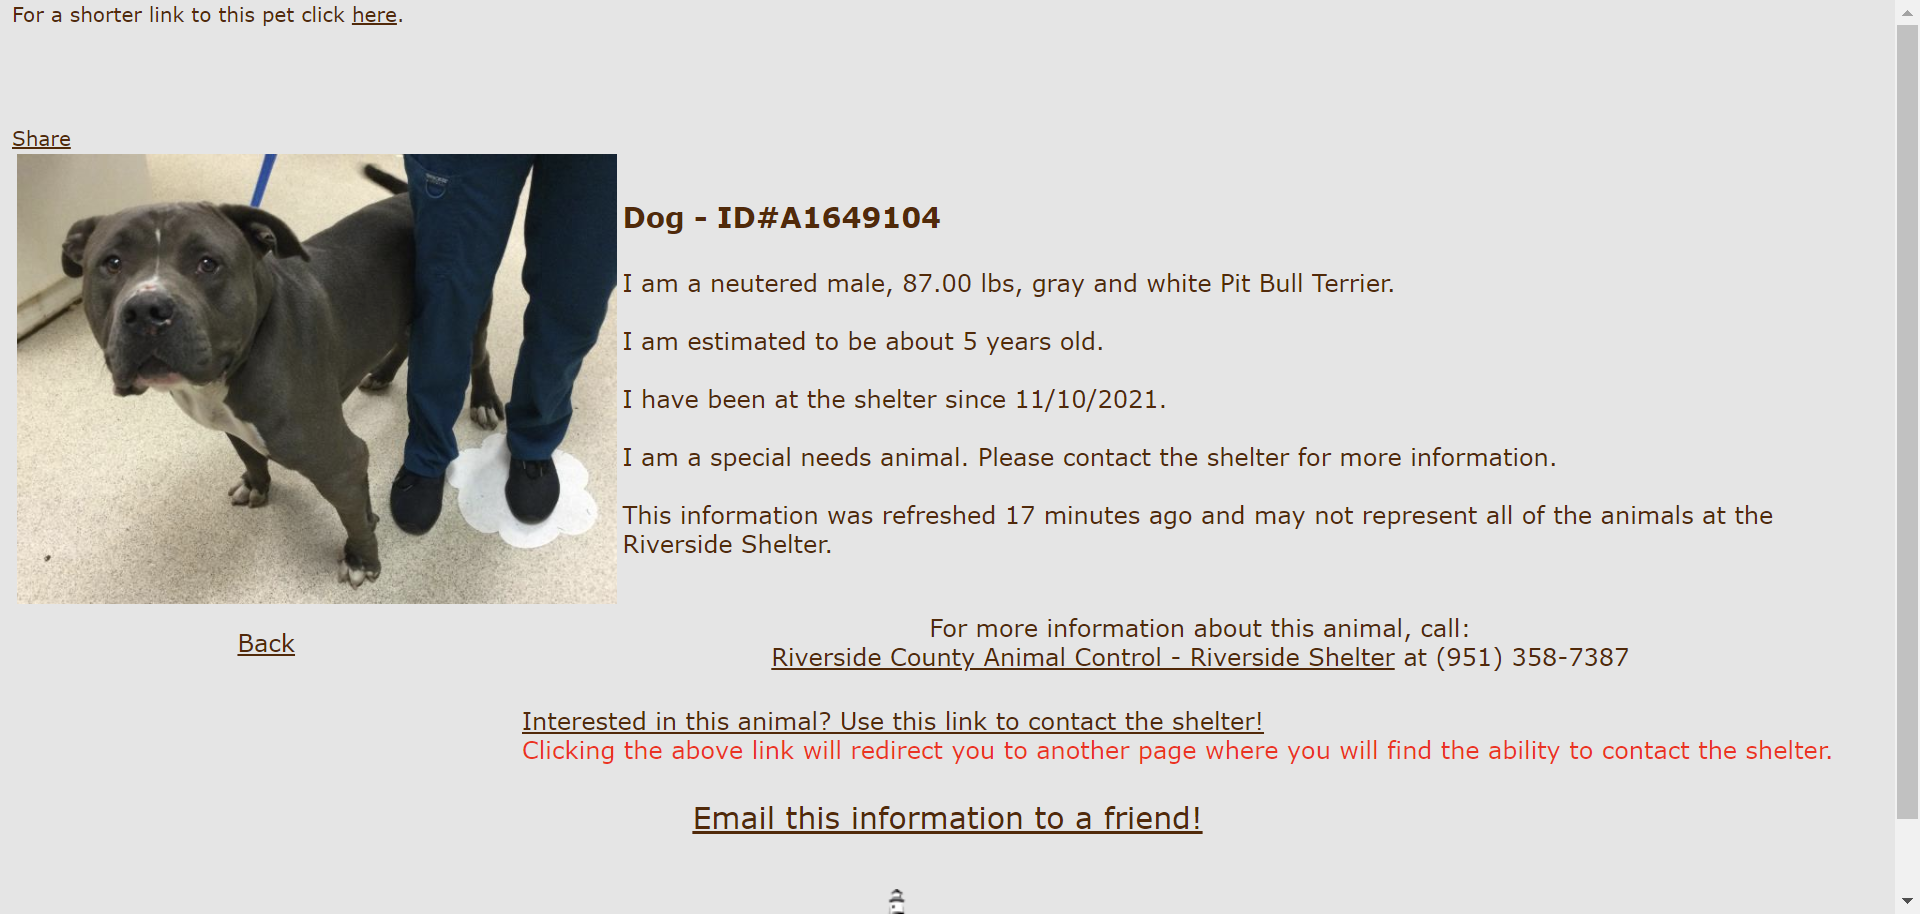 For a shorter link to this pet click here.
Share
Dog - ID#A1649104
I am a neutered male, 87.00 lbs, gray and white Pit Bull Terrier.
I am estimated to be about 5 years old.
I have been at the shelter since 11/10/2021.
I am a special needs animal. Please contact the shelter for more information.
This information was refreshed 17 minutes ago and may not represent all of the animals at the
Riverside Shelter.
Back
For more information about this animal, call:
Riverside County Animal Control - Riverside Shelter at (951) 358-7387
Interested in this animal? Use this link to contact the shelter!
Clicking the above link will redirect you to another page where you will find the ability to contact the shelter.
Email this information to a friend!